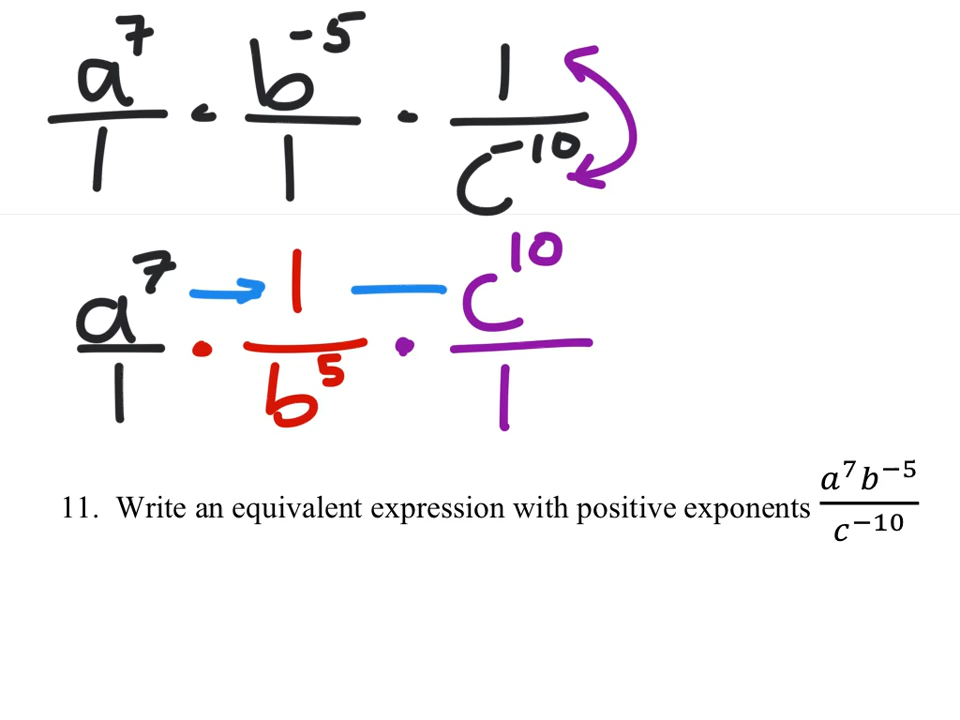 a^7/1 · b^-5/1 · 1/c^-10
a^7/1 · 1/b^5 · c^10/1
11. Write an equivalent expression with positive exponents a^7b^-5/c^-10